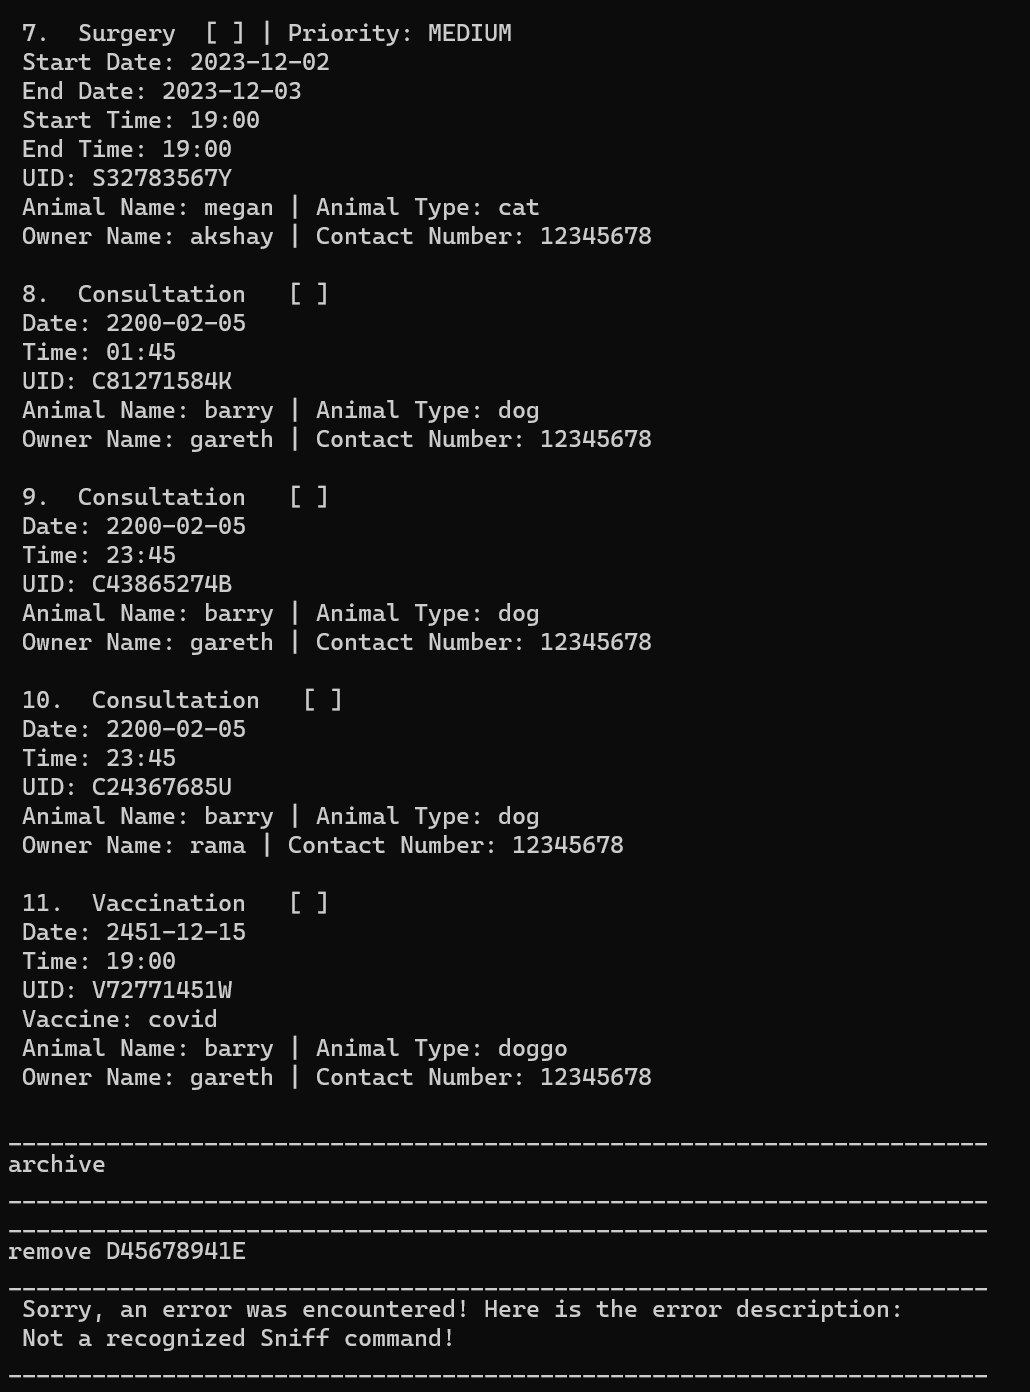 7.  Surgery  [ ] | Priority: MEDIUM
Start Date: 2023-12-02
End Date: 2023-12-03
Start Time: 19:00
End Time: 19:00
UID: S32783567Y
Animal Name: megan | Animal Type: cat
Owner Name: akshay | Contact Number: 12345678
8.  Consultation   [ ]
Date: 2200-02-05
Time: 01:45
UID: C81271584K
Animal Name: barry | Animal Type: dog
Owner Name: gareth | Contact Number: 12345678
9.  Consultation   [ ]
Date: 2200-02-05
Time: 23:45
UID: C43865274B
Animal Name: barry | Animal Type: dog
Owner Name: gareth | Contact Number: 12345678
10.  Consultation   [ ]
Date: 2200-02-05
Time: 23:45
UID: C24367685U
Animal Name: barry | Animal Type: dog
Owner Name: rama | Contact Number: 12345678
11.  Vaccination   [ ]
Date: 2451-12-15
Time: 19:00
UID: V72771451W
Vaccine: covid
Animal Name: barry | Animal Type: doggo
Owner Name: gareth | Contact Number: 12345678
______________________________________________________________________
archive
______________________________________________________________________
______________________________________________________________________
remove D45678941E
______________________________________________________________________
Sorry, an error was encountered! Here is the error description:
Not a recognized Sniff command!
______________________________________________________________________